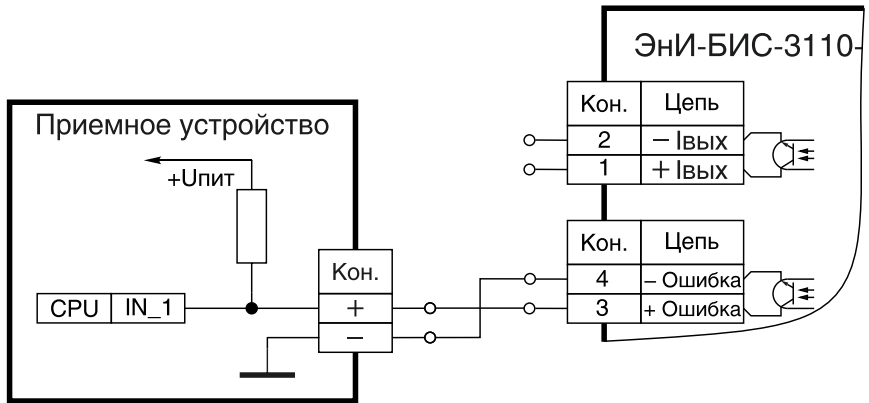 ЭнИ-БИС-3110-
Кон. Цепь
2 − Iвых
1 + Iвых
Приемное устройство
+Uпит
Кон.
+
−
CPU IN_1
Кон. Цепь
4 − Ошибка
3 + Ошибка